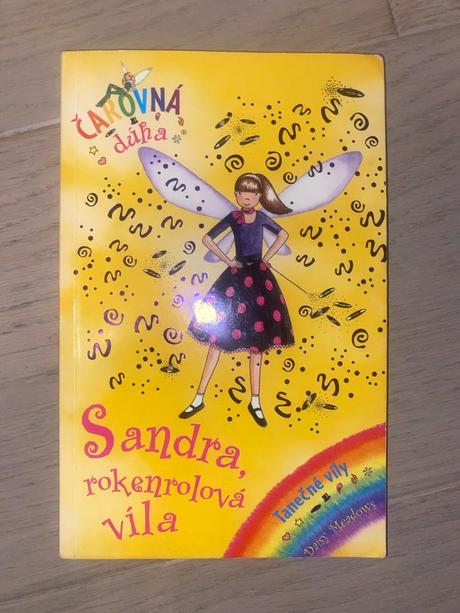 ČAROVNÁ
dúha
Sandra,
rokenrolová
víla
Tanečné víly
Daisy Meadows